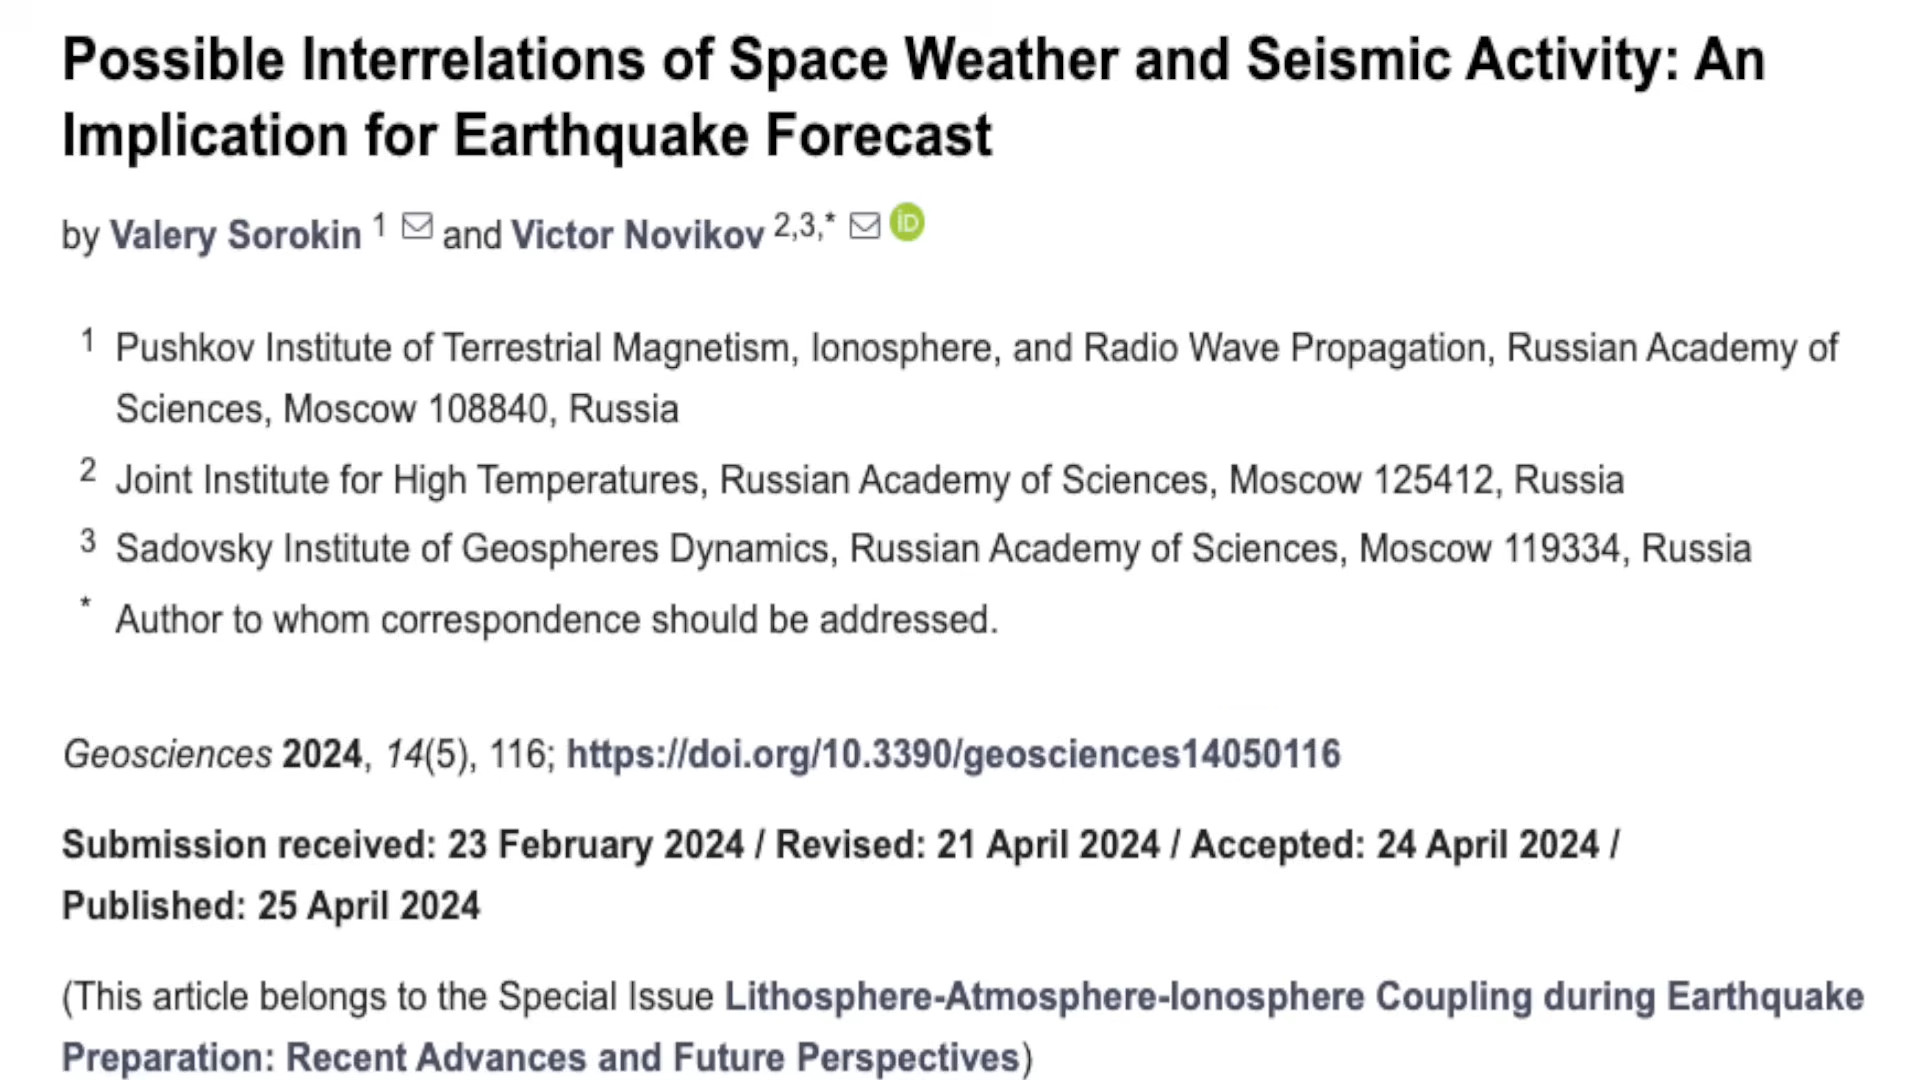 Possible Interrelations of Space Weather and Seismic Activity: An
Implication for Earthquake Forecast
by Valery Sorokin 1 and Victor Novikov 2,3,* iD
1 Pushkov Institute of Terrestrial Magnetism, Ionosphere, and Radio Wave Propagation, Russian Academy of
Sciences, Moscow 108840, Russia
2 Joint Institute for High Temperatures, Russian Academy of Sciences, Moscow 125412, Russia
3 Sadovsky Institute of Geospheres Dynamics, Russian Academy of Sciences, Moscow 119334, Russia
* Author to whom correspondence should be addressed.
Geosciences 2024, 14(5), 116; https://doi.org/10.3390/geosciences14050116
Submission received: 23 February 2024 / Revised: 21 April 2024 / Accepted: 24 April 2024 /
Published: 25 April 2024
(This article belongs to the Special Issue Lithosphere-Atmosphere-Ionosphere Coupling during Earthquake
Preparation: Recent Advances and Future Perspectives)